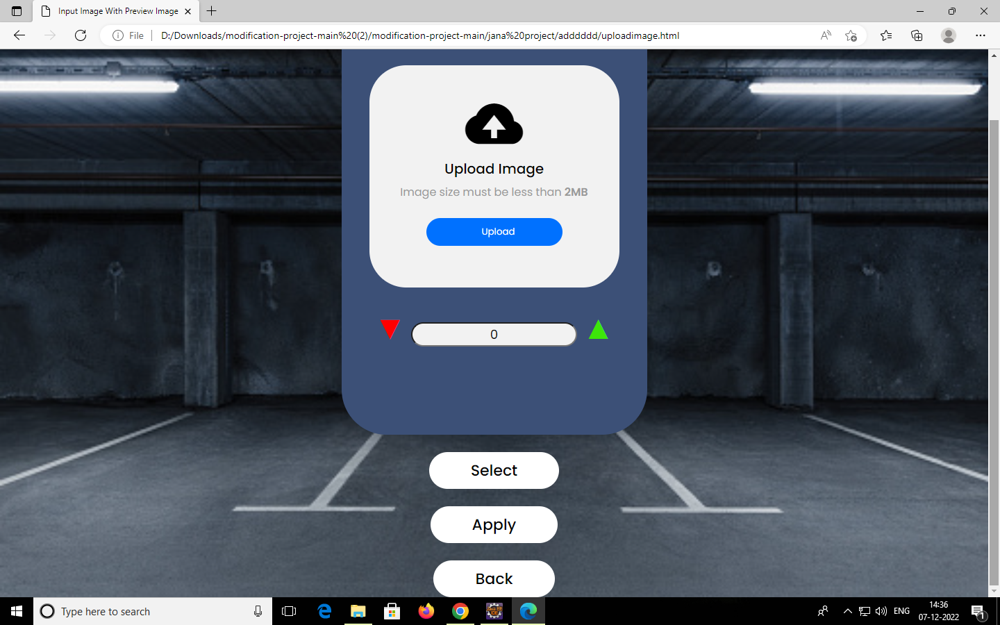 Input Image With Preview Image
File
D:/Downloads/modification-project-main%20(2)/modification-project-main/jana%20project/addddddd/uploadimage.html
Upload Image
Image size must be less than 2MB
Upload
0
Select
Apply
Back
Type here to search
ENG
14:36
07-12-2022
1